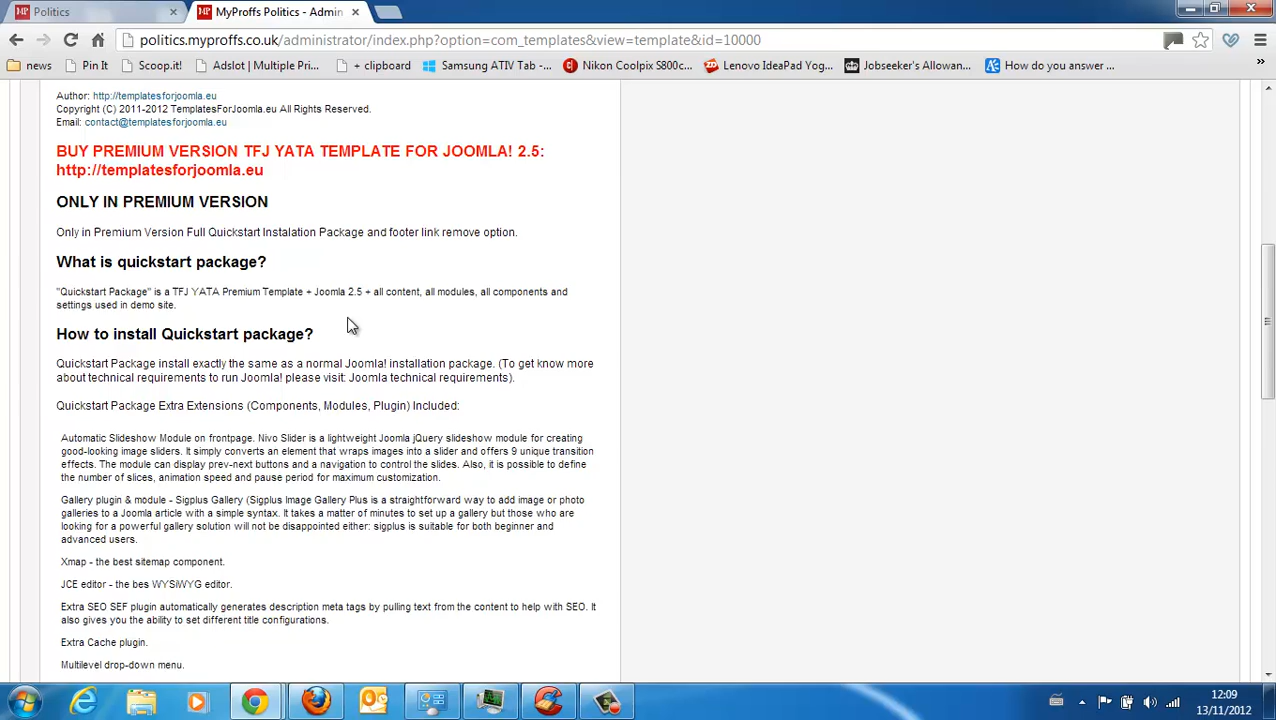 Politics
MyProffs Politics - Admin
politics.myproffs.co.uk/administrator/index.php?option=com_templates&view=template&id=10000
news
Pin It
Scoop.it!
Adslot | Multiple Pri...
+ clipboard
Samsung ATIV Tab -...
Nikon Coolpix S800c...
Lenovo IdeaPad Yog...
Jobseeker's Allowan...
How do you answer ...
»
Author: http://templatesforjoomla.eu
Copyright (C) 2011-2012 TemplatesForJoomla.eu All Rights Reserved.
Email: contact@templatesforjoomla.eu
BUY PREMIUM VERSION TFJ YATA TEMPLATE FOR JOOMLA! 2.5:
http://templatesforjoomla.eu
ONLY IN PREMIUM VERSION
Only in Premium Version Full Quickstart Instalation Package and footer link remove option.
What is quickstart package?
"Quickstart Package" is a TFJ YATA Premium Template + Joomla 2.5 + all content, all modules, all components and
settings used in demo site.
How to install Quickstart package?
Quickstart Package install exactly the same as a normal Joomla! installation package. (To get know more
about technical requirements to run Joomla! please visit: Joomla technical requirements).
Quickstart Package Extra Extensions (Components, Modules, Plugin) Included:
Automatic Slideshow Module on frontpage. Nivo Slider is a lightweight Joomla jQuery slideshow module for creating
good-looking image sliders. It simply converts an element that wraps images into a slider and offers 9 unique transition
effects. The module can display prev-next buttons and a navigation to control the slides. Also, it is possible to define
the number of slices, animation speed and pause period for maximum customization.
Gallery plugin & module - Sigplus Gallery (Sigplus Image Gallery Plus is a straightforward way to add image or photo
galleries to a Joomla article with a simple syntax. It takes a matter of minutes to set up a gallery but those who are
looking for a powerful gallery solution will not be disappointed either: sigplus is suitable for both beginner and
advanced users.
Xmap - the best sitemap component.
JCE editor - the bes WYSiWYG editor.
Extra SEO SEF plugin automatically generates description meta tags by pulling text from the content to help with SEO. It
also gives you the ability to set different title configurations.
Extra Cache plugin.
Multilevel drop-down menu.
12:09
13/11/2012